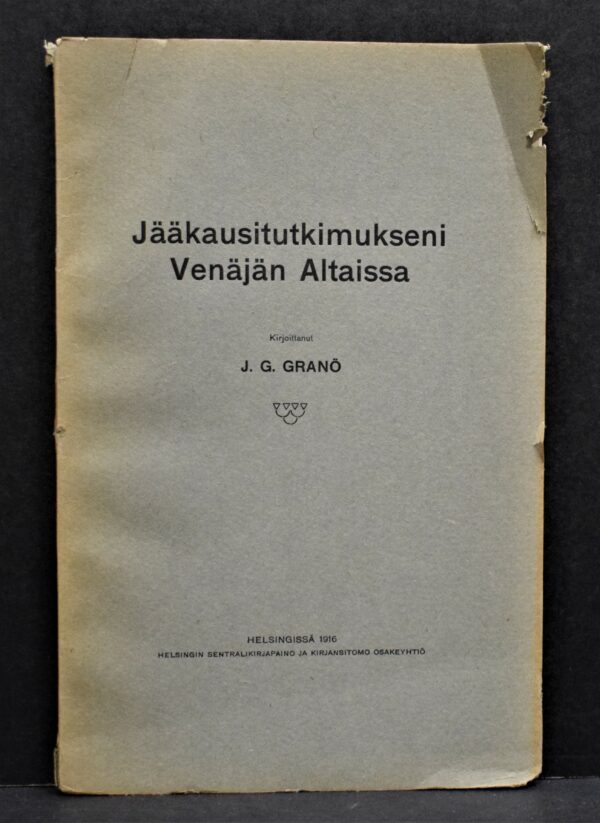 Jääkausitutkimukseni
Venäjän Altaissa
Kirjoittanut
J. G. GRANÖ
HELSINGISSÄ 1916
HELSINGIN SENTRALIKIRJAPAINO JA KIRJANSITOMO OSAKEYHTIÖ